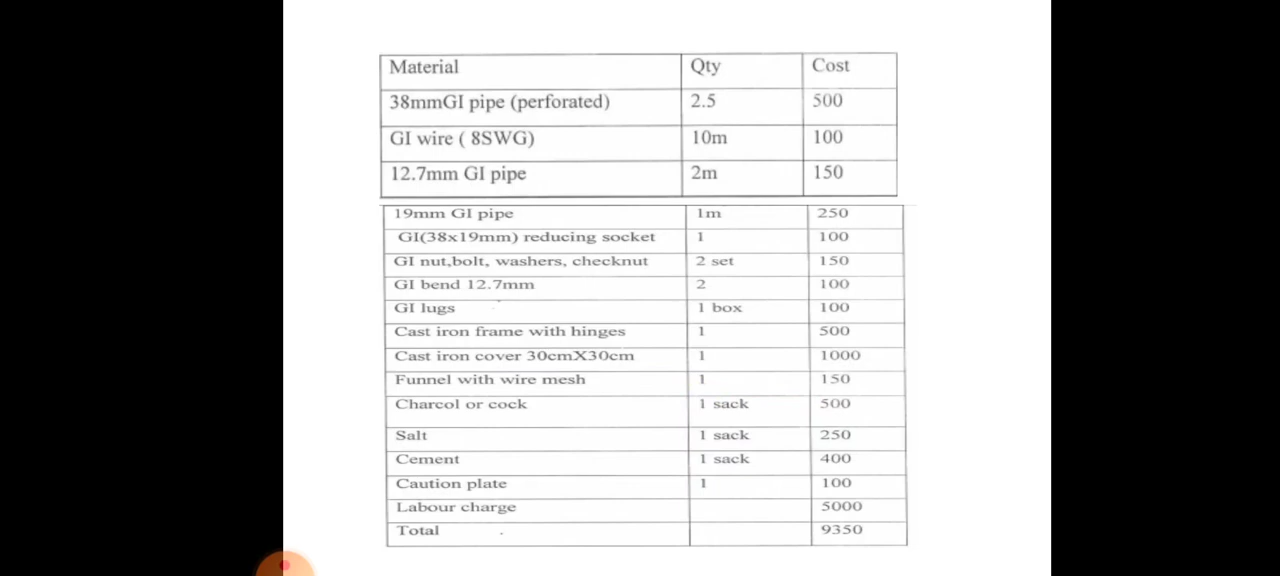 Material Qty Cost
38mmGI pipe (perforated) 2.5 500
GI wire ( 8SWG) 10m 100
12.7mm GI pipe 2m 150
19mm GI pipe 1m 250
GI(38x19mm) reducing socket 1 100
GI nut,bolt, washers, checknut 2 set 150
GI bend 12.7mm 2 100
GI lugs 1 box 100
Cast iron frame with hinges 1 500
Cast iron cover 30cmX30cm 1 1000
Funnel with wire mesh 1 150
Charcol or cock 1 sack 500
Salt 1 sack 250
Cement 1 sack 400
Caution plate 1 100
Labour charge 5000
Total 9350